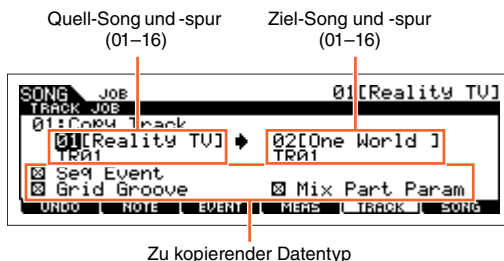 Quell-Song und -spur
(01–16)
Ziel-Song und -spur
(01–16)
SONG JOB 01[Reality TV]
TRACK JOB
01:Copy Track
01[Reality TV] 02[One World ]
TR01 TR01
Seq Event
Grid Groove Mix Part Param
UNDO NOTE EVENT MEAS TRACK SONG
Zu kopierender Datentyp